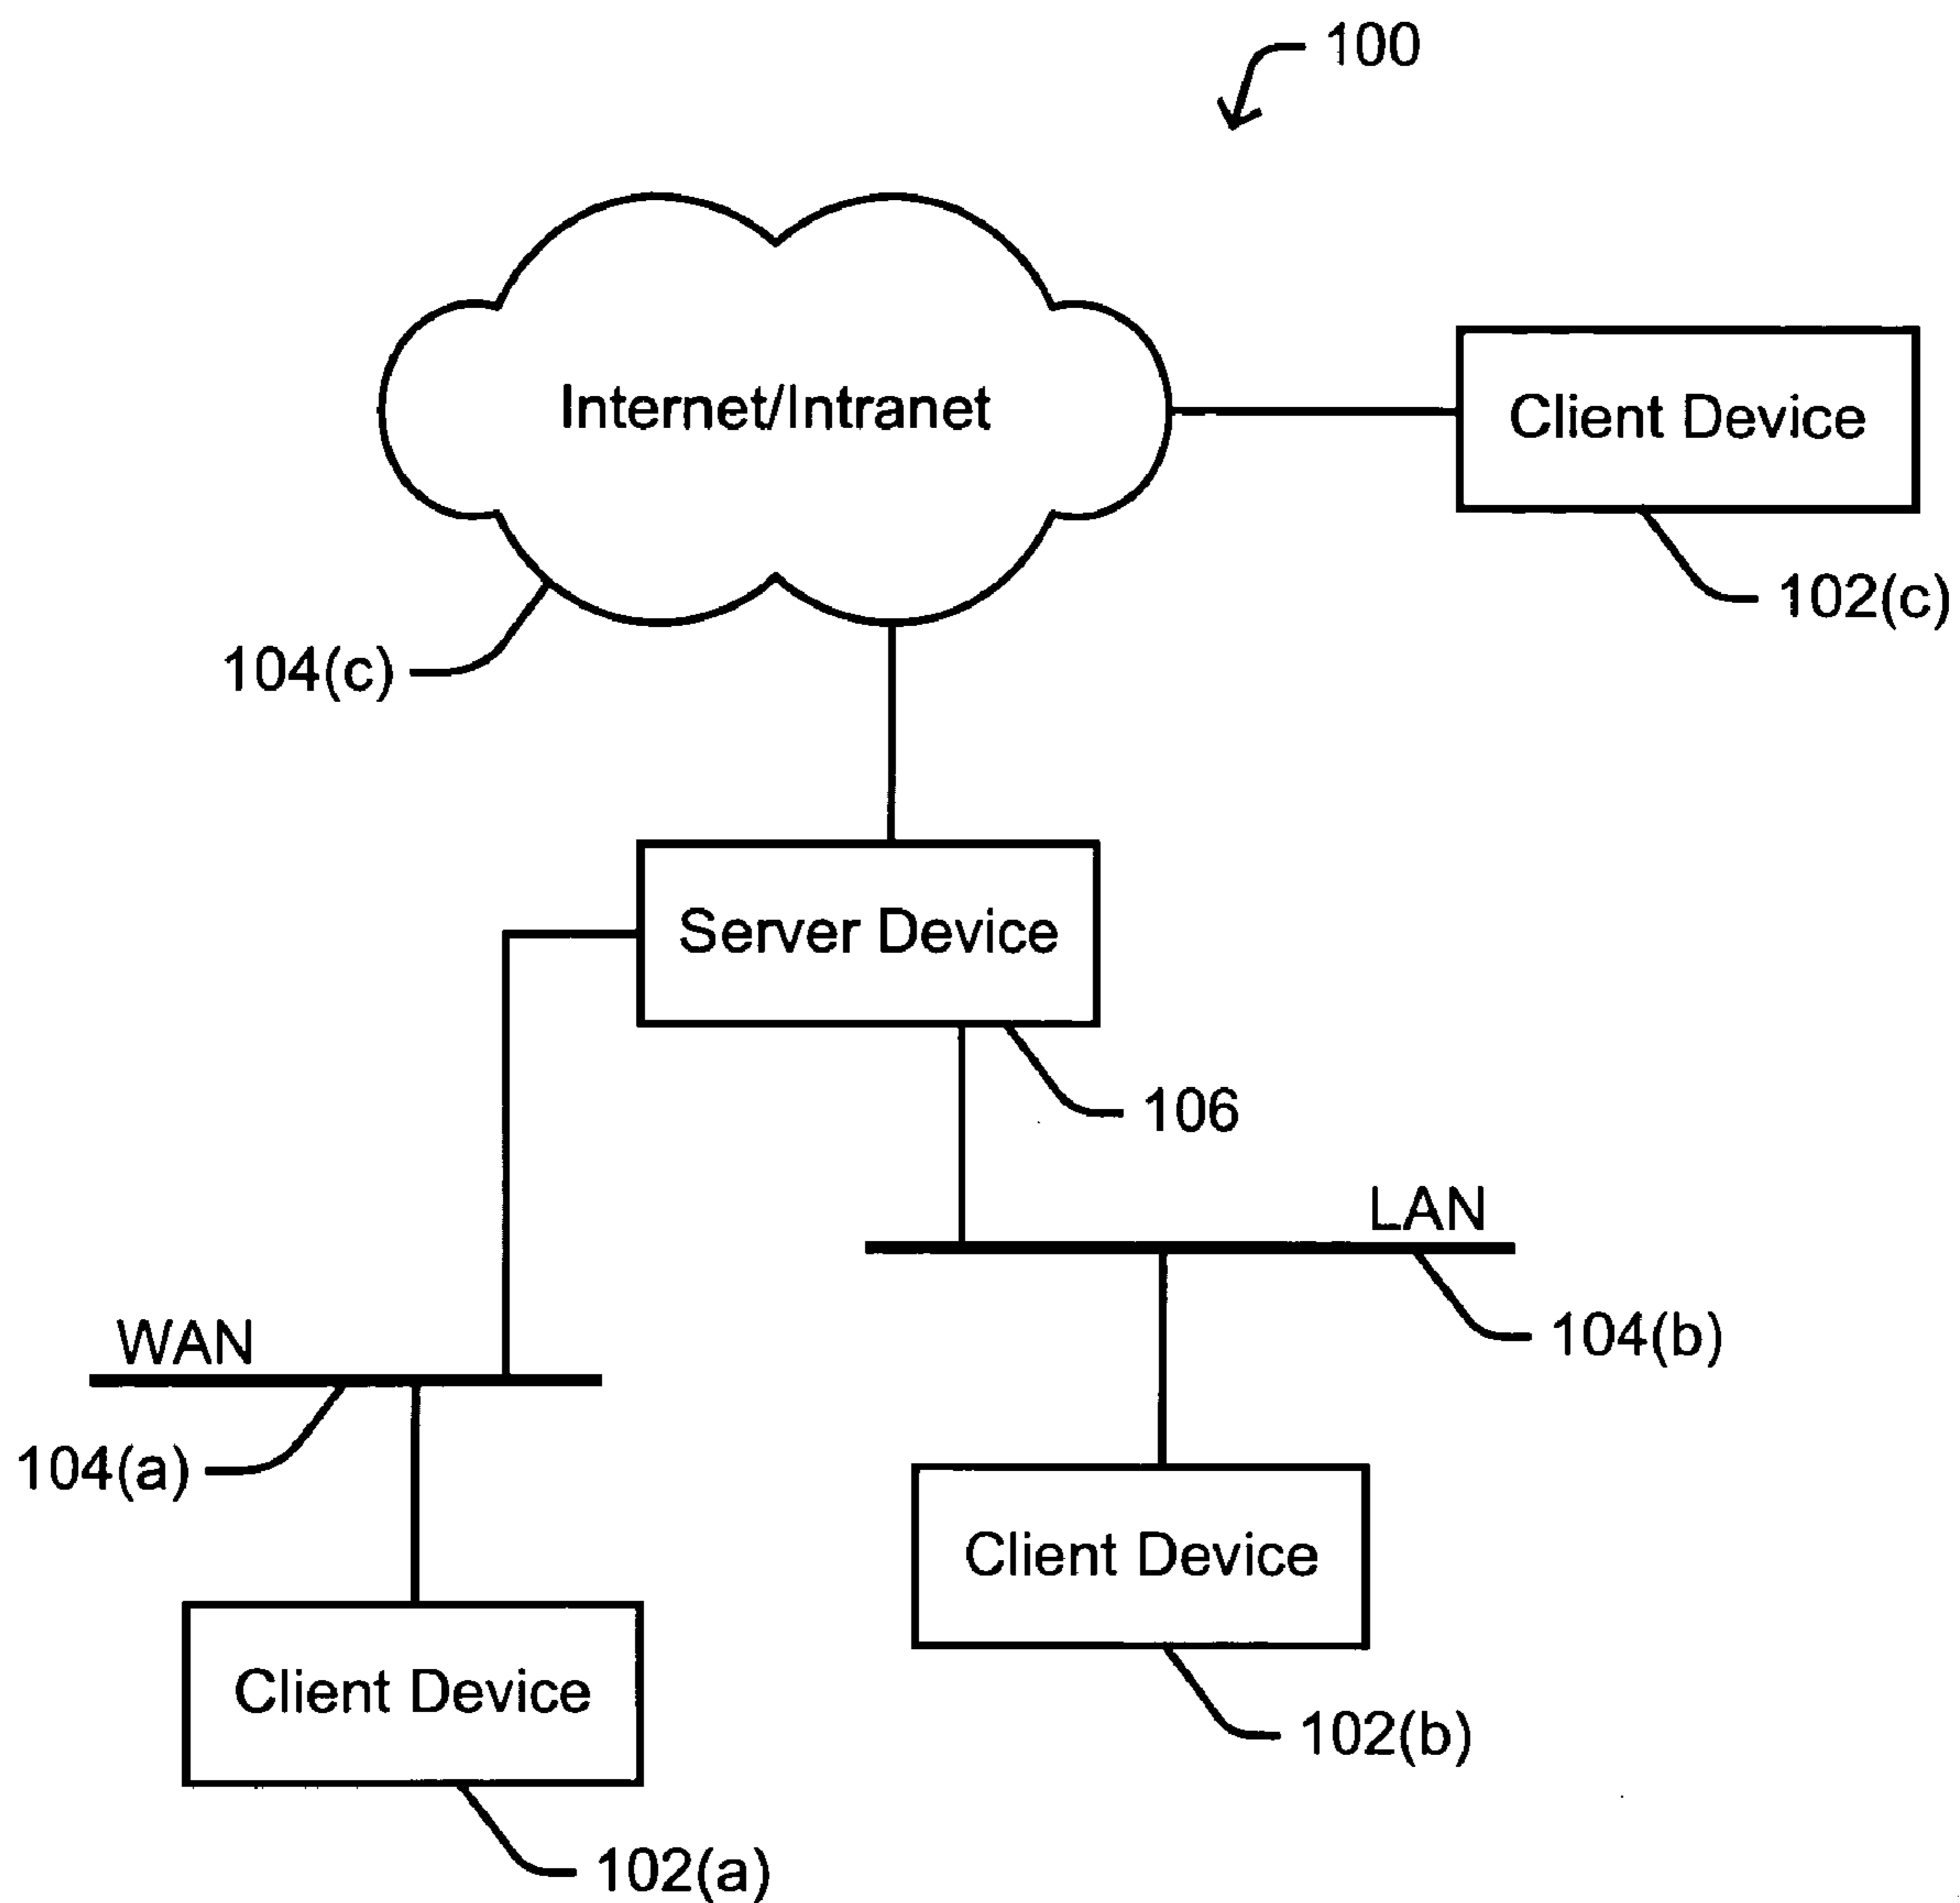 100
Internet/Intranet
Client Device
102(c)
104(c)
Server Device
106
LAN
104(b)
WAN
104(a)
Client Device
102(b)
Client Device
102(a)